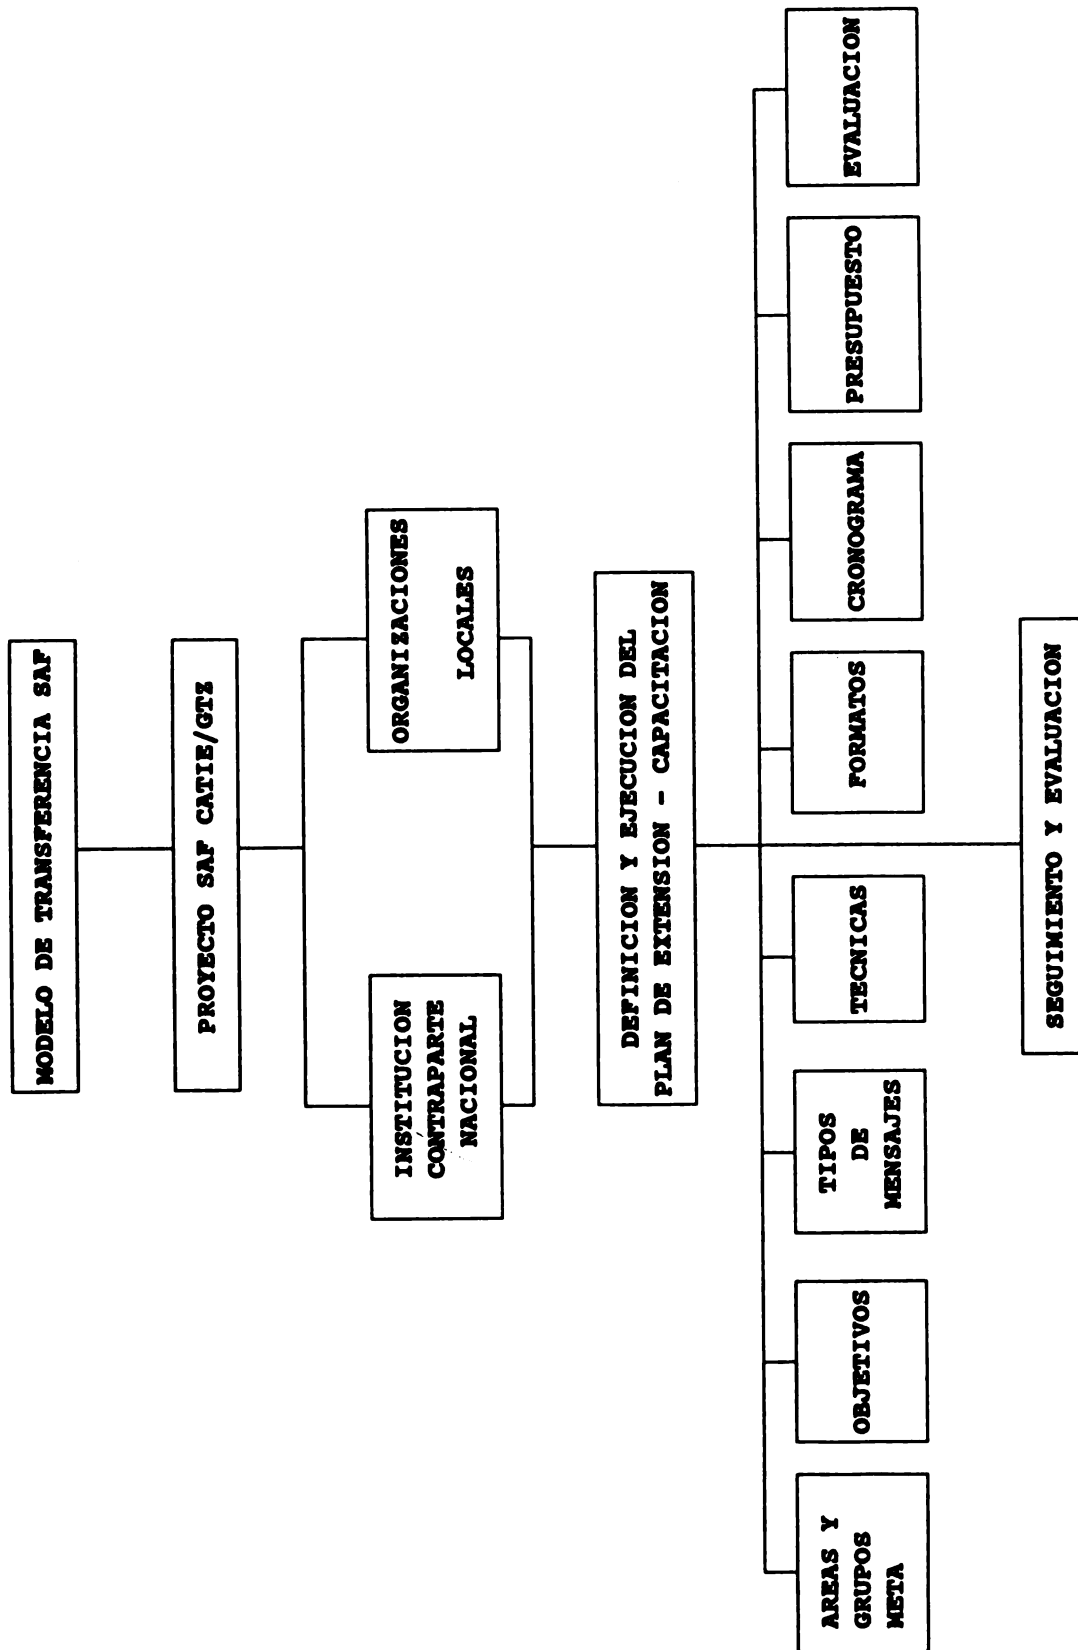 MODELO DE TRANSFERENCIA SAF
PROYECTO SAF CATIE/GTZ
INSTITUCION
CONTRAPARTE
NACIONAL
ORGANIZACIONES
LOCALES
DEFINICION Y EJECUCION DEL
PLAN DE EXTENSION - CAPACITACION
AREAS Y
GRUPOS
META
OBJETIVOS
TIPOS
DE
MENSAJES
TECNICAS
FORMATOS
CRONOGRAMA
PRESUPUESTO
EVALUACION
SEGUIMIENTO Y EVALUACION